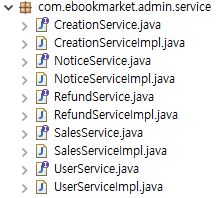 com.ebookmarket.admin.service
CreationService.java
CreationServiceImpl.java
NoticeService.java
NoticeServiceImpl.java
RefundService.java
RefundServiceImpl.java
SalesService.java
SalesServiceImpl.java
UserService.java
UserServiceImpl.java